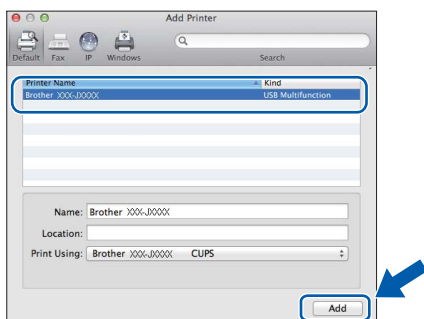 Add Printer
Default Fax IP Windows Search
Printer Name Kind
Brother XXX-JXXXX USB Multifunction
Name: Brother XXX-JXXXX
Location:
Print Using: Brother XXX-JXXXX CUPS
Add